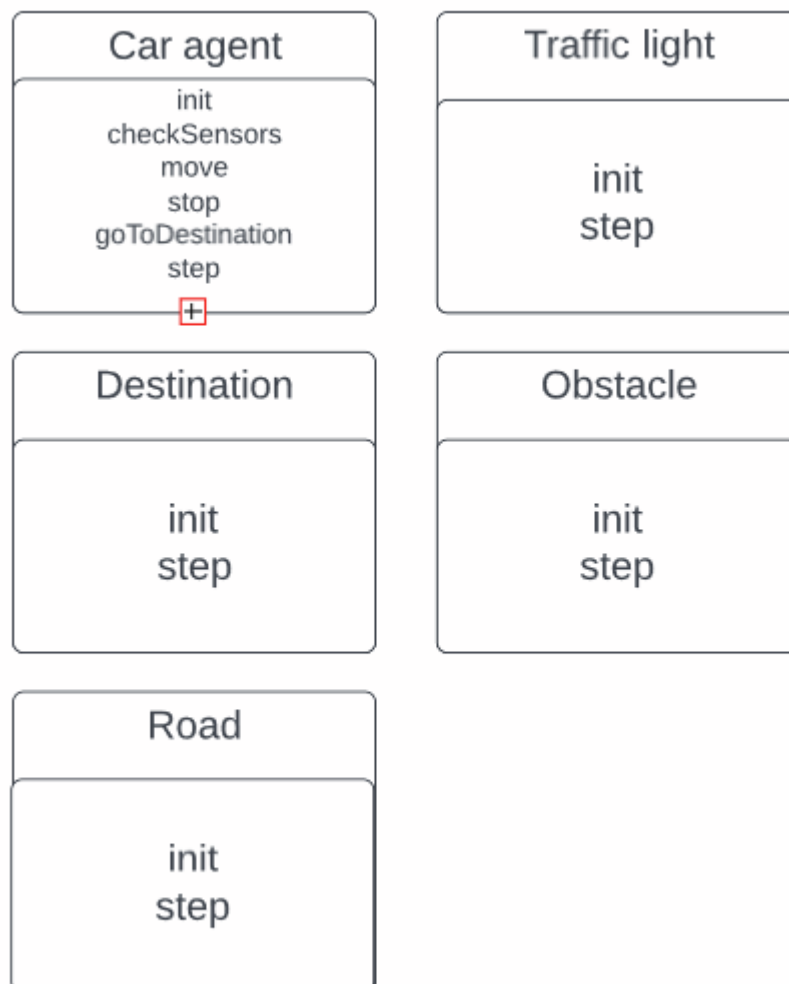 Car agent
init
checkSensors
move
stop
goToDestination
step
Traffic light
init
step
Destination
init
step
Obstacle
init
step
Road
init
step